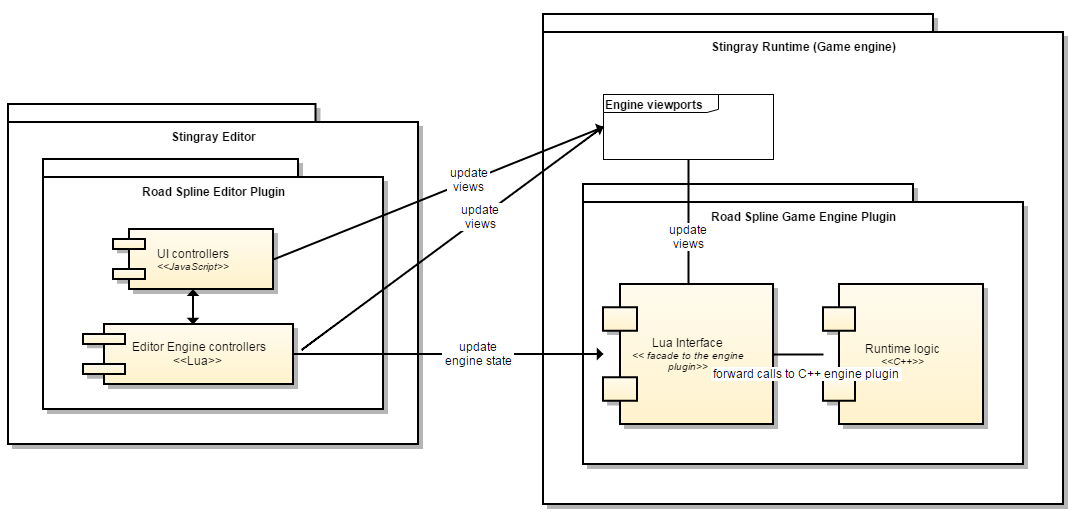 Stingray Runtime (Game engine)
Engine viewports
Stingray Editor
Road Spline Editor Plugin
update
views
update
views
Road Spline Game Engine Plugin
update
views
UI controllers
<<JavaScript>>
Editor Engine controllers
<<Lua>>
update
engine state
Lua Interface
<< facade to the engine
plugin>>
forward calls to C++ engine plugin
Runtime logic
<<C++>>